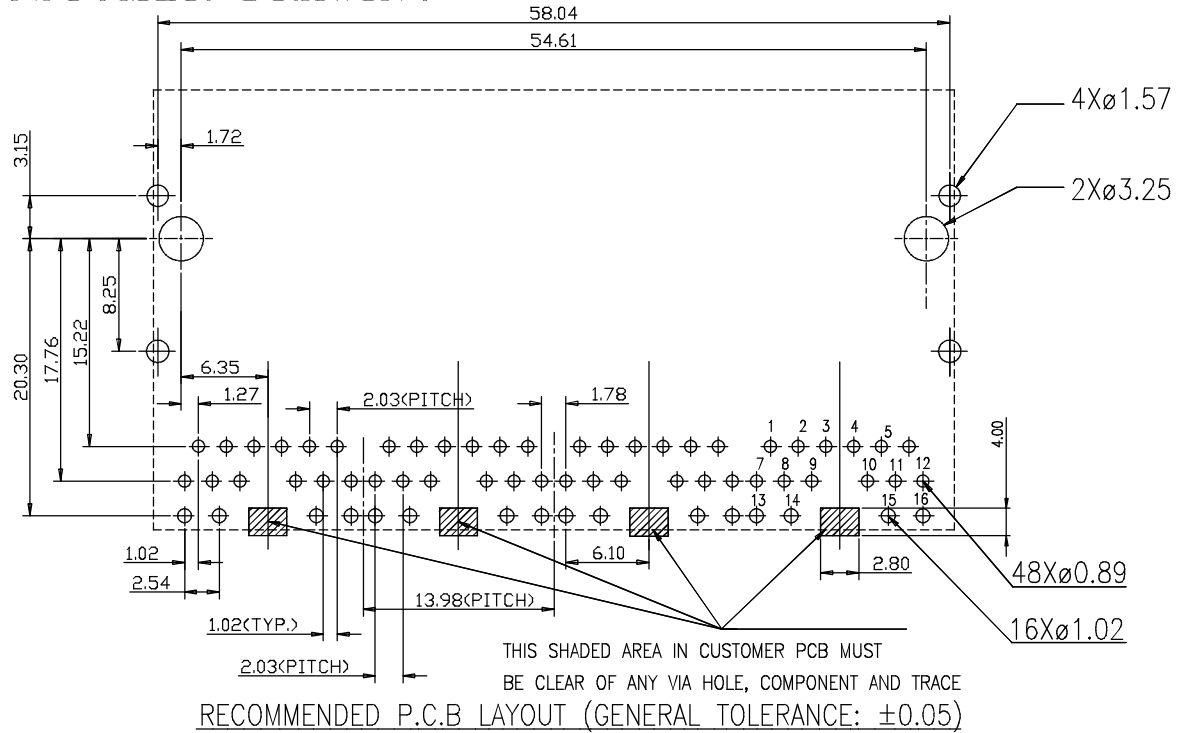 58.04
54.61
4Xø1.57
3.15
1.72
2Xø3.25
8.25
15.22
17.76
20.30
6.35
1.27
2.03(PITCH)
1.78
1 2 3 4 5
4.00
7 8 9 10 11 12
13 14 15 16
1.02
6.10
2.80
48Xø0.89
2.54
13.98(PITCH)
1.02(TYP.)
16Xø1.02
THIS SHADED AREA IN CUSTOMER PCB MUST
2.03(PITCH)
BE CLEAR OF ANY VIA HOLE, COMPONENT AND TRACE
RECOMMENDED P.C.B LAYOUT (GENERAL TOLERANCE: ±0.05)